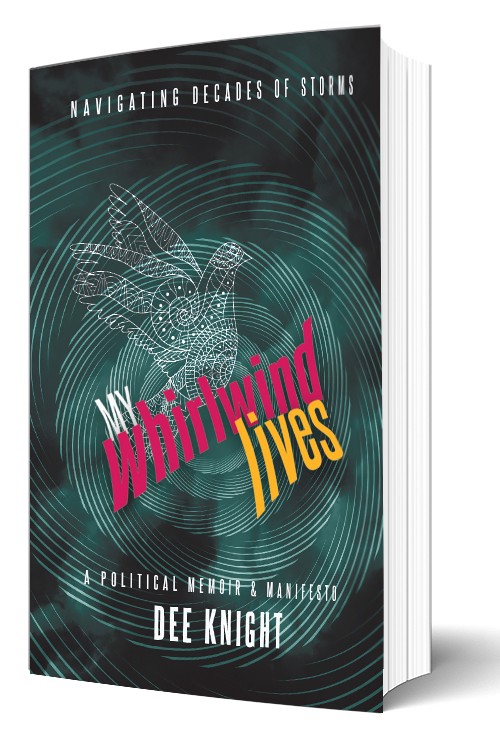 NAVIGATING DECADES OF STORMS
MY
whirlwind
lives
A POLITICAL MEMOIR & MANIFESTO
DEE KNIGHT